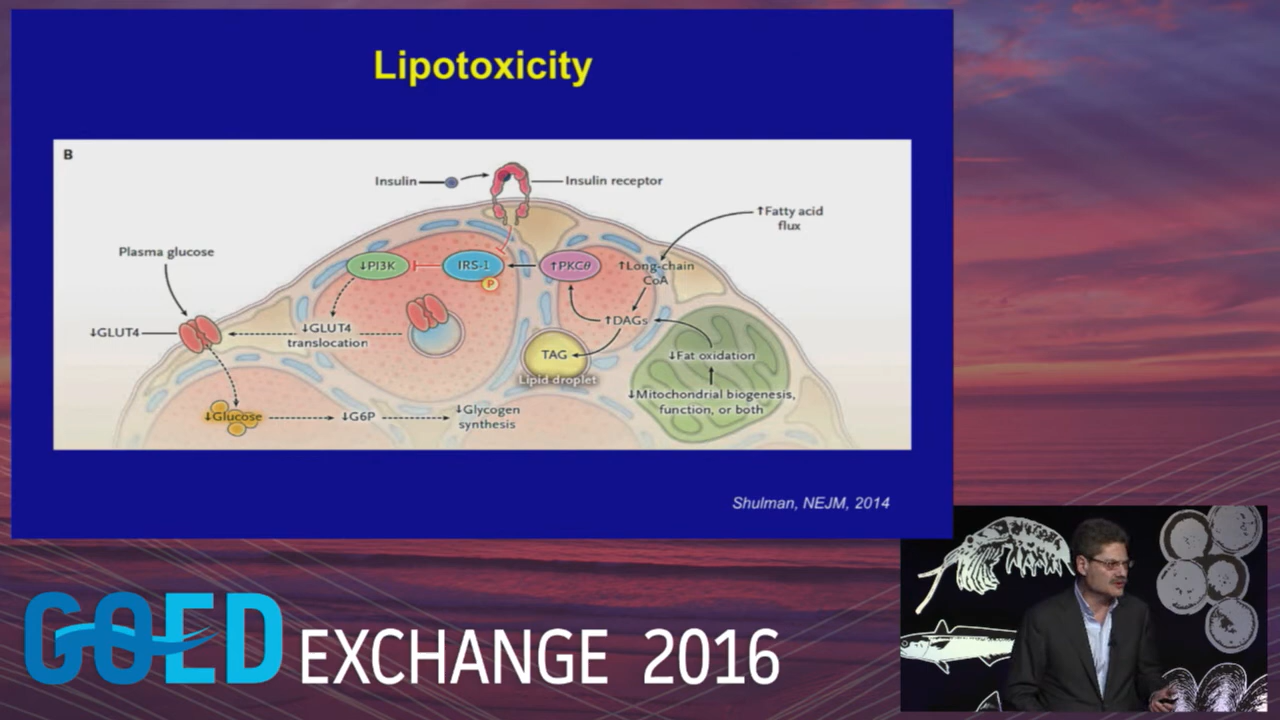 Lipotoxicity
B
Insulin
Insulin receptor
↑Fatty acid
flux
Plasma glucose
↓PI3K
IRS-1
P
↑PKCθ
↑Long-chain
CoA
↓GLUT4
↓GLUT4
translocation
↑DAGs
TAG
Lipid droplet
↓Fat oxidation
↓Mitochondrial biogenesis,
function, or both
↓Glucose
↓G6P
↓Glycogen
synthesis
Shulman, NEJM, 2014
GOED EXCHANGE 2016